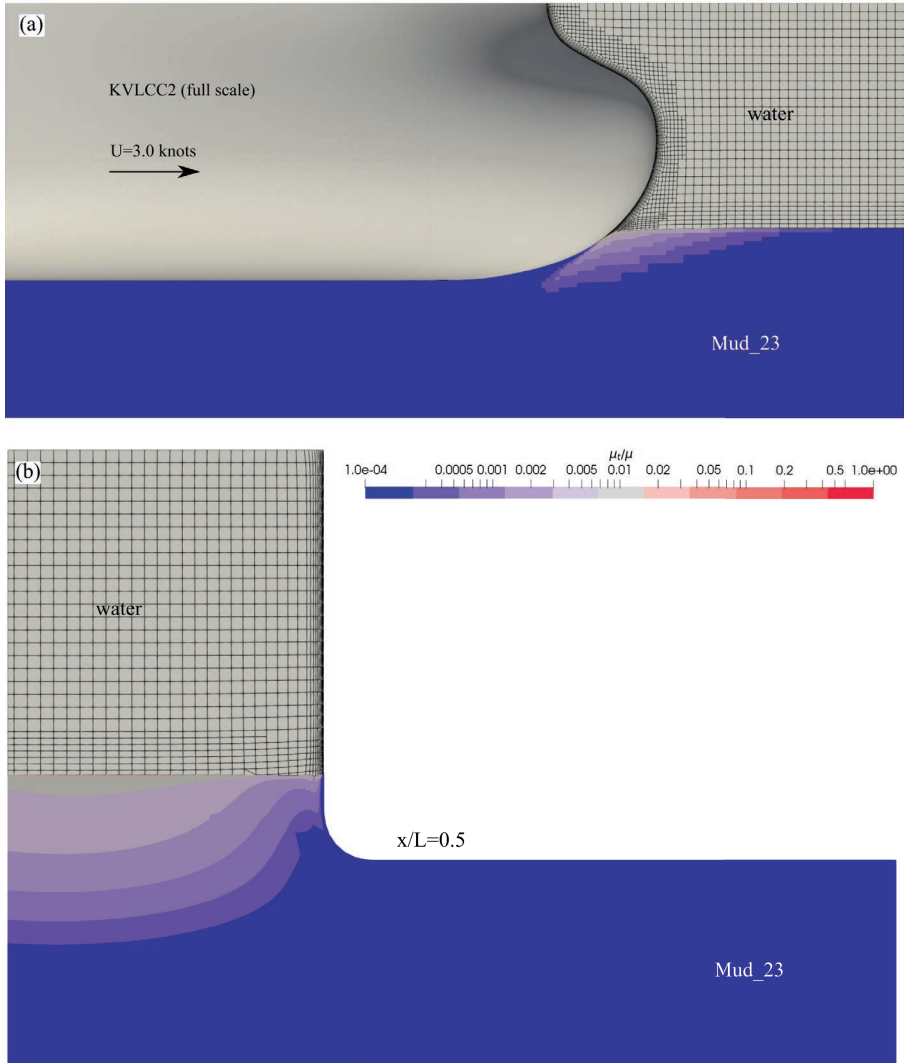 (a)
KVLCC2 (full scale)
U=3.0 knots
water
Mud_23
(b)
μt/μ
1.0e-04 0.0005 0.001 0.002 0.005 0.01 0.02 0.05 0.1 0.2 0.5 1.0e+00
water
x/L=0.5
Mud_23